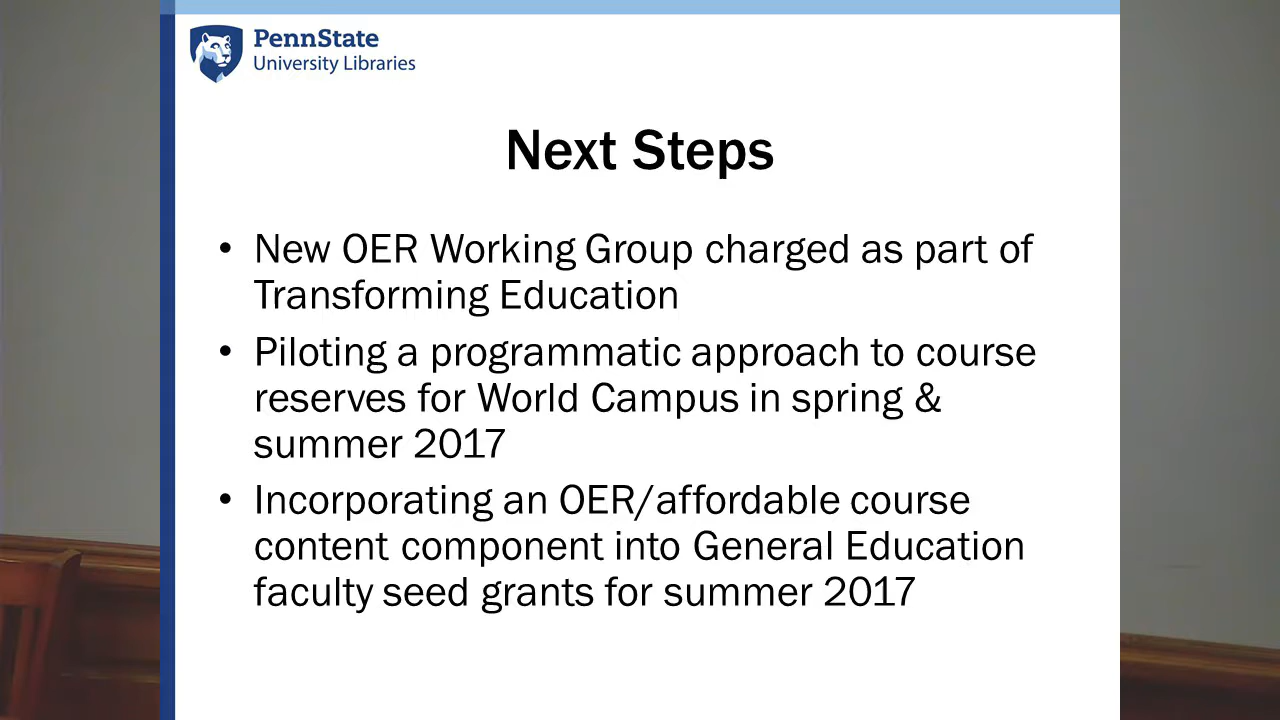 PennState
University Libraries
Next Steps
• New OER Working Group charged as part of
Transforming Education
• Piloting a programmatic approach to course
reserves for World Campus in spring &
summer 2017
• Incorporating an OER/affordable course
content component into General Education
faculty seed grants for summer 2017